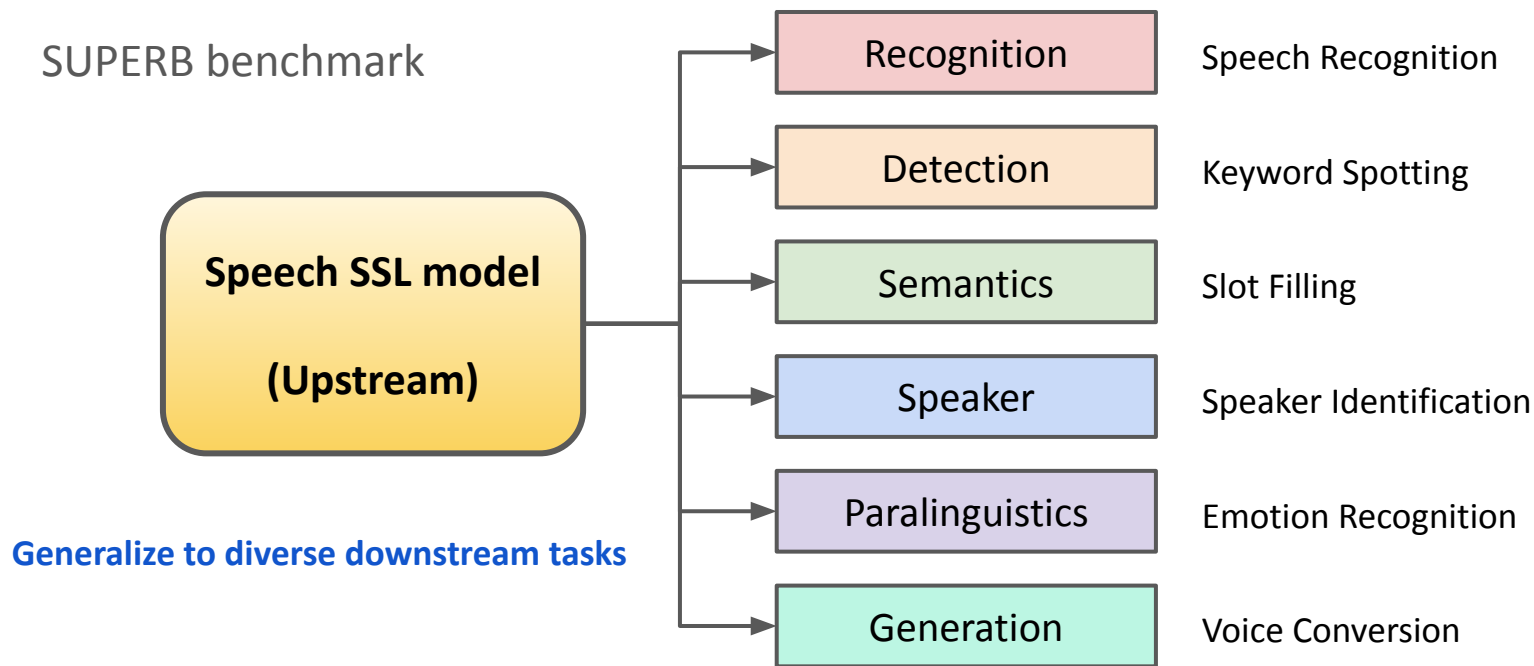 SUPERB benchmark
Speech SSL model
(Upstream)
Generalize to diverse downstream tasks
Recognition
Speech Recognition
Detection
Keyword Spotting
Semantics
Slot Filling
Speaker
Speaker Identification
Paralinguistics
Emotion Recognition
Generation
Voice Conversion